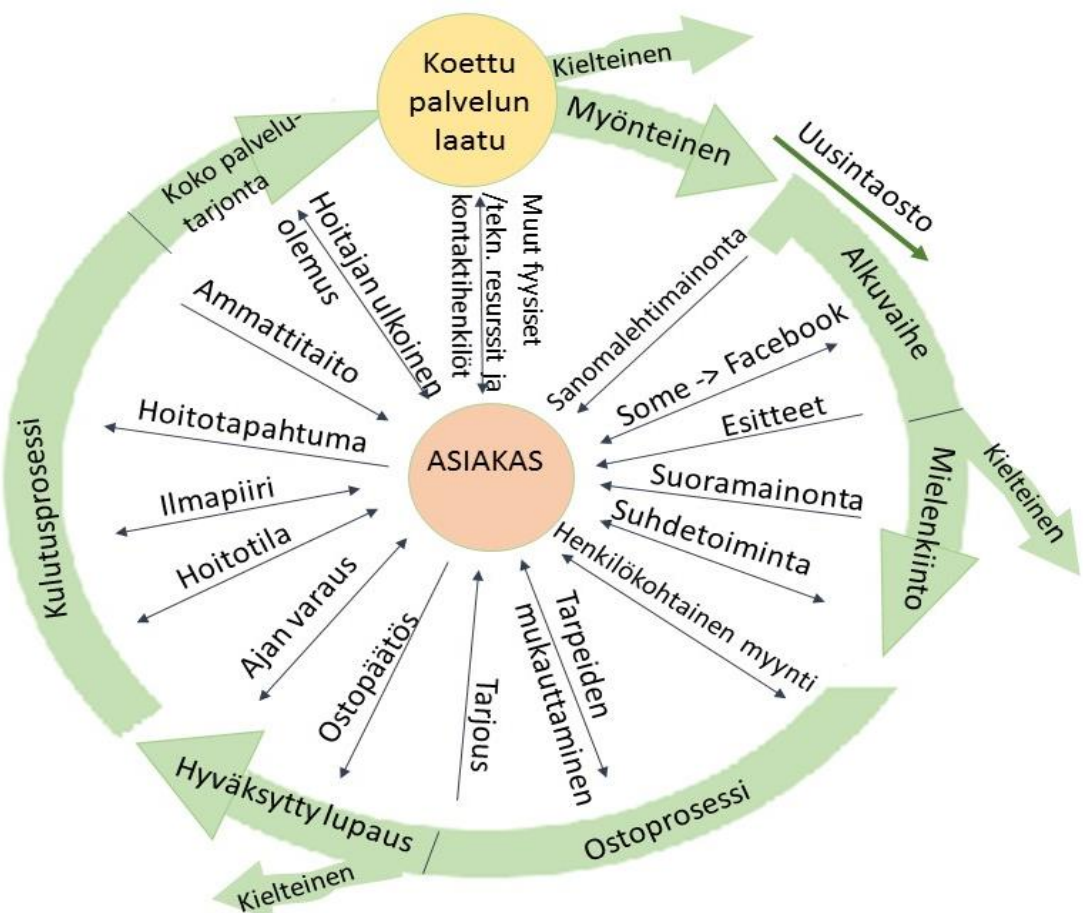 Koettu
palvelun
laatu
Kielteinen
Myönteinen
Uusintaosto
Alkuvaihe
Kielteinen
Mielenkiinto
Ostoprosessi
Hyväksytty lupaus
Kielteinen
Kulutusprosessi
Koko palvelu-
tarjonta
ASIAKAS
Muut fyysiset
/tekn. resurssit ja
kontaktihenkilöt
Sanomalehtimainonta
Some -> Facebook
Esitteet
Suoramainonta
Suhdetoiminta
Henkilökohtainen myynti
Tarpeiden
mukauttaminen
Tarjous
Ostopäätös
Ajan varaus
Hoitotila
Ilmapiiri
Hoitotapahtuma
Ammattitaito
Hoitajan ulkoinen
olemus